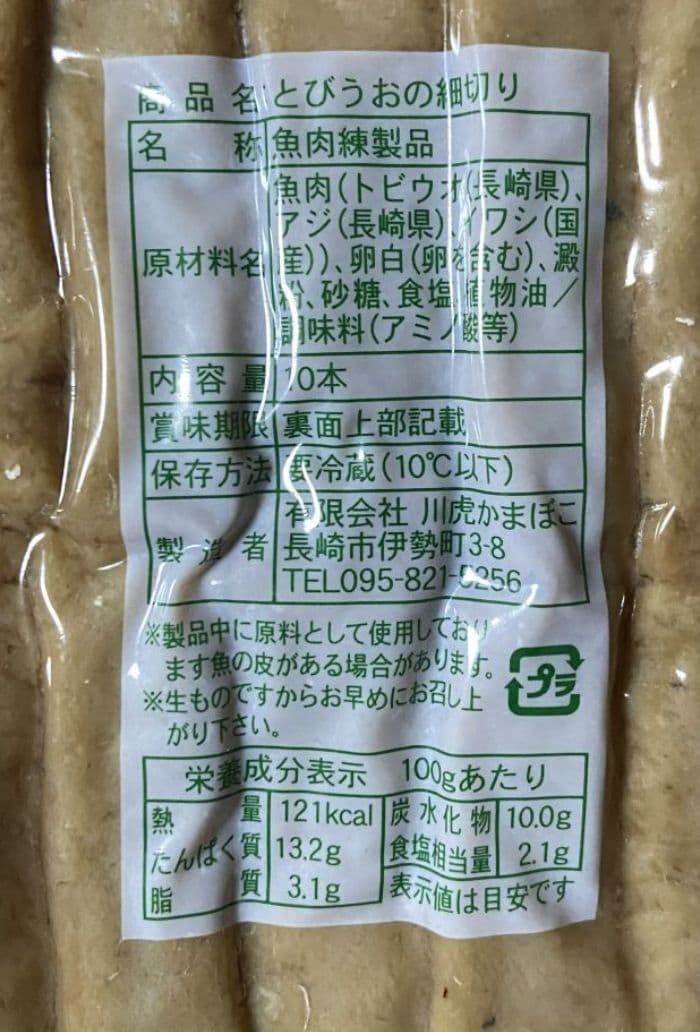 商品名 とびうおの細切り
名称 魚肉練製品
原材料名 魚肉(トビウオ(長崎県)、
アジ(長崎県)、イワシ(国
産))、卵白(卵を含む)、澱
粉、砂糖、食塩、植物油/
調味料(アミノ酸等)
内容量 10本
賞味期限 裏面上部記載
保存方法 要冷蔵(10℃以下)
製造者 有限会社 川虎かまぼこ
長崎市伊勢町3-8
TEL095-821-5256
※製品中に原料として使用しており
ます魚の皮がある場合があります。
※生ものですからお早めにお召し上
がり下さい。
プラ
栄養成分表示 100gあたり
熱量 121kcal 炭水化物 10.0g
たんぱく質 13.2g 食塩相当量 2.1g
脂質 3.1g 表示値は目安です